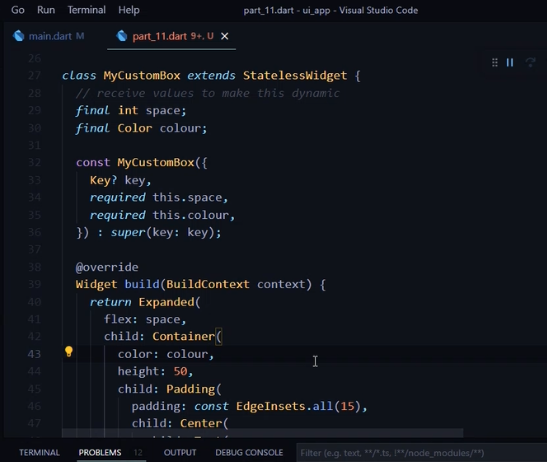 Go Run Terminal Help part_11.dart - ui_app - Visual Studio Code
main.dart M part_11.dart 9+, U
26
27 class MyCustomBox extends StatelessWidget {
28 // receive values to make this dynamic
29 final int space;
30 final Color colour;
31
32 const MyCustomBox({
33 Key? key,
34 required this.space,
35 required this.colour,
36 }) : super(key: key);
37
38 @override
39 Widget build(BuildContext context) {
40 return Expanded(
41 flex: space,
42 child: Container(
43 color: colour,
44 height: 50,
45 child: Padding(
46 padding: const EdgeInsets.all(15),
47 child: Center(
TERMINAL PROBLEMS 12 OUTPUT DEBUG CONSOLE Filter (e.g. text, **/*.ts, !**/node_modules/**)